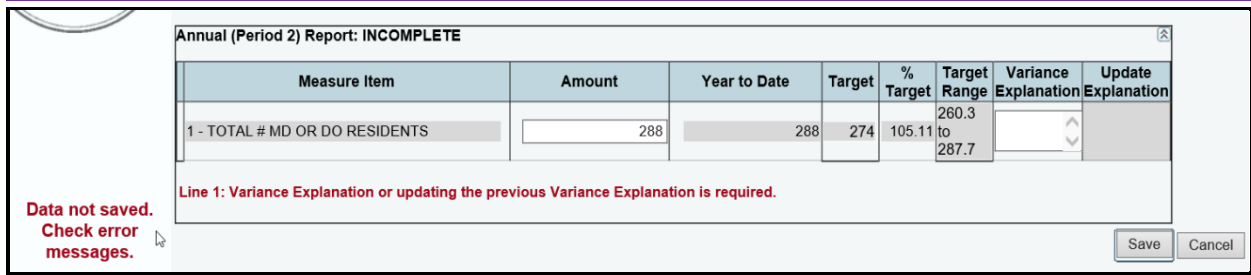 Annual (Period 2) Report: INCOMPLETE
Measure Item Amount Year to Date Target % Target Target Range Variance Explanation Update Explanation
1 - TOTAL # MD OR DO RESIDENTS 288 288 274 105.11 260.3 to 287.7
Line 1: Variance Explanation or updating the previous Variance Explanation is required.
Data not saved.
Check error
messages.
Save Cancel